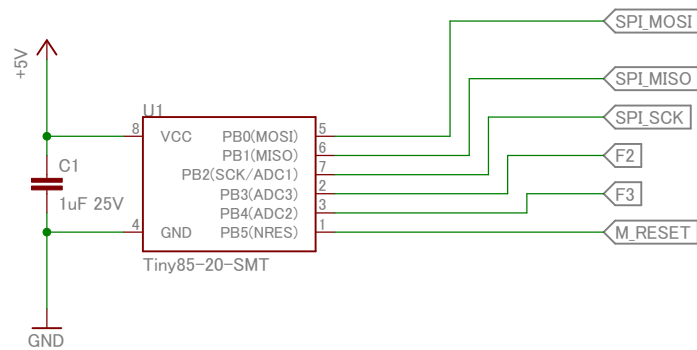 SPI_MOSI
+5V
SPI_MISO
U1
SPI_SCK
8 VCC PB0(MOSI) 5
PB1(MISO) 6
F2
C1
PB2(SCK/ADC1) 7
PB3(ADC3) 2
F3
1uF 25V
PB4(ADC2) 3
4 GND PB5(NRES) 1
M_RESET
Tiny85-20-SMT
GND